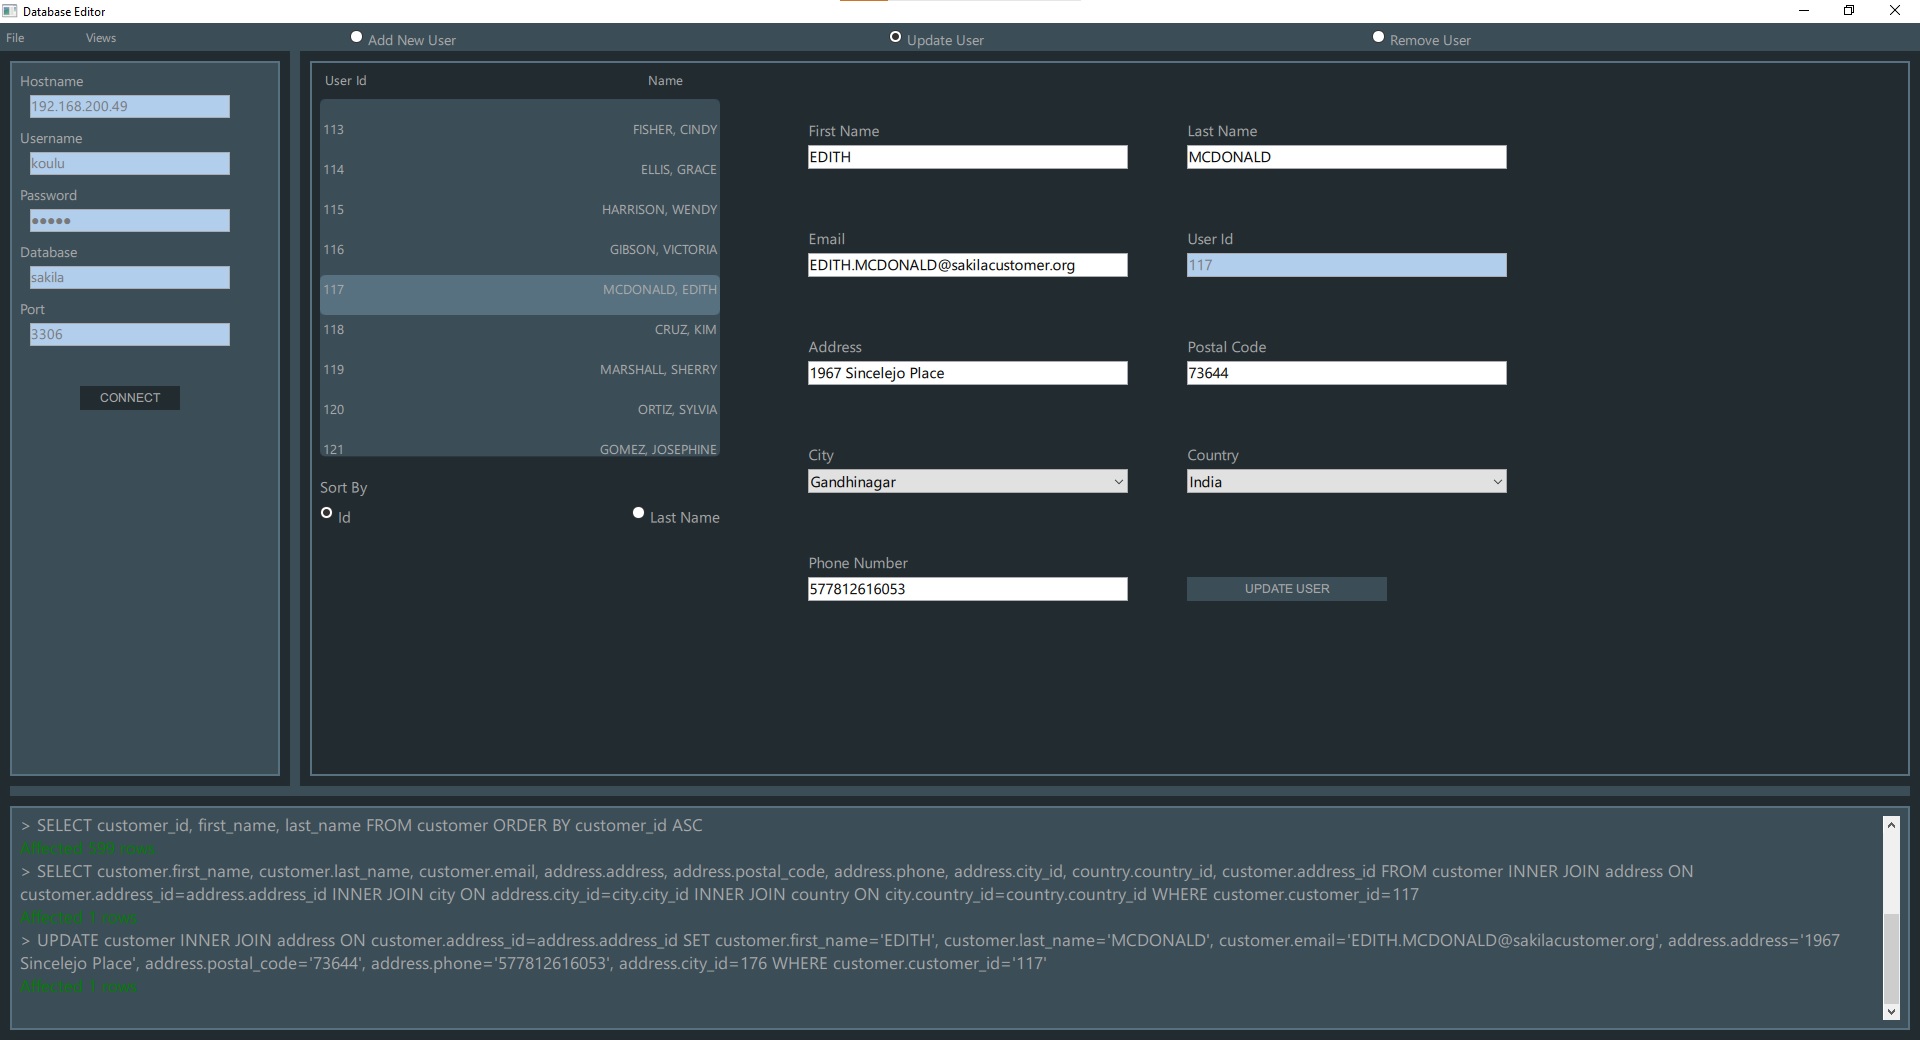 Database Editor
File Views Add New User Update User Remove User
Hostname
192.168.200.49
Username
koulu
Password
●●●●●
Database
sakila
Port
3306
CONNECT
User Id Name
113 FISHER, CINDY
114 ELLIS, GRACE
115 HARRISON, WENDY
116 GIBSON, VICTORIA
117 MCDONALD, EDITH
118 CRUZ, KIM
119 MARSHALL, SHERRY
120 ORTIZ, SYLVIA
121 GOMEZ, JOSEPHINE
Sort By
Id Last Name
First Name Last Name
EDITH MCDONALD
Email User Id
EDITH.MCDONALD@sakilacustomer.org 117
Address Postal Code
1967 Sincelejo Place 73644
City Country
Gandhinagar India
Phone Number
577812616053 UPDATE USER
> SELECT customer_id, first_name, last_name FROM customer ORDER BY customer_id ASC
Affected 599 rows
> SELECT customer.first_name, customer.last_name, customer.email, address.address, address.postal_code, address.phone, address.city_id, country.country_id, customer.address_id FROM customer INNER JOIN address ON
customer.address_id=address.address_id INNER JOIN city ON address.city_id=city.city_id INNER JOIN country ON city.country_id=country.country_id WHERE customer.customer_id=117
Affected 1 rows
> UPDATE customer INNER JOIN address ON customer.address_id=address.address_id SET customer.first_name='EDITH', customer.last_name='MCDONALD', customer.email='EDITH.MCDONALD@sakilacustomer.org', address.address='1967
Sincelejo Place', address.postal_code='73644', address.phone='577812616053', address.city_id=176 WHERE customer.customer_id='117'
Affected 1 rows